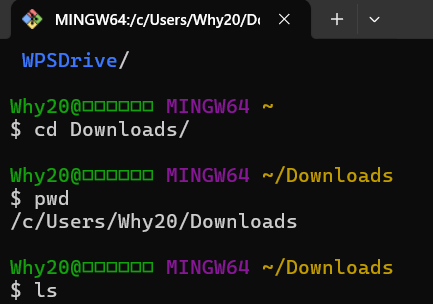 MINGW64:/c/Users/Why20/Do
WPSDrive/
Why20@□□□□□□ MINGW64 ~
$ cd Downloads/
Why20@□□□□□□ MINGW64 ~/Downloads
$ pwd
/c/Users/Why20/Downloads
Why20@□□□□□□ MINGW64 ~/Downloads
$ ls